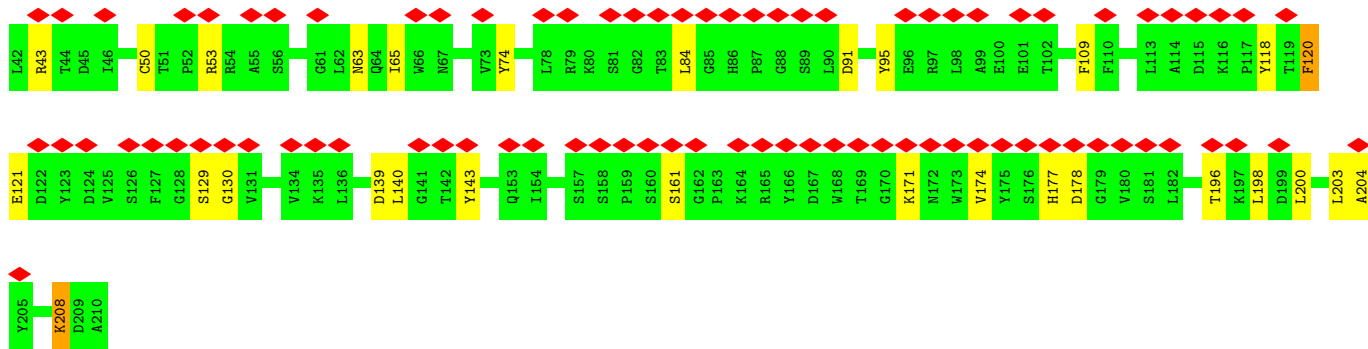 L42 R43 T44 D45 I46 C50 T51 P52 R53 R54 A55 S56 G61 L62 N63 Q64 I65 W66 N67 V73 Y74 L78 R79 K80 S81 G82 T83 L84 G85 H86 P87 G88 S89 L90 D91 Y95 E96 R97 L98 A99 E100 E101 T102 F109 F110 L113 A114 D115 K116 P117 Y118 T119 F120
E121 D122 Y123 D124 V125 S126 F127 G128 S129 G130 V131 V134 K135 L136 D139 L140 G141 T142 Y143 Q153 I154 S157 S158 P159 S160 S161 G162 P163 K164 R165 Y166 D167 W168 T169 G170 K171 N172 W173 V174 Y175 S176 H177 D178 G179 V180 S181 L182 T196 K197 L198 D199 L200 L203 A204
Y205 K208 D209 A210